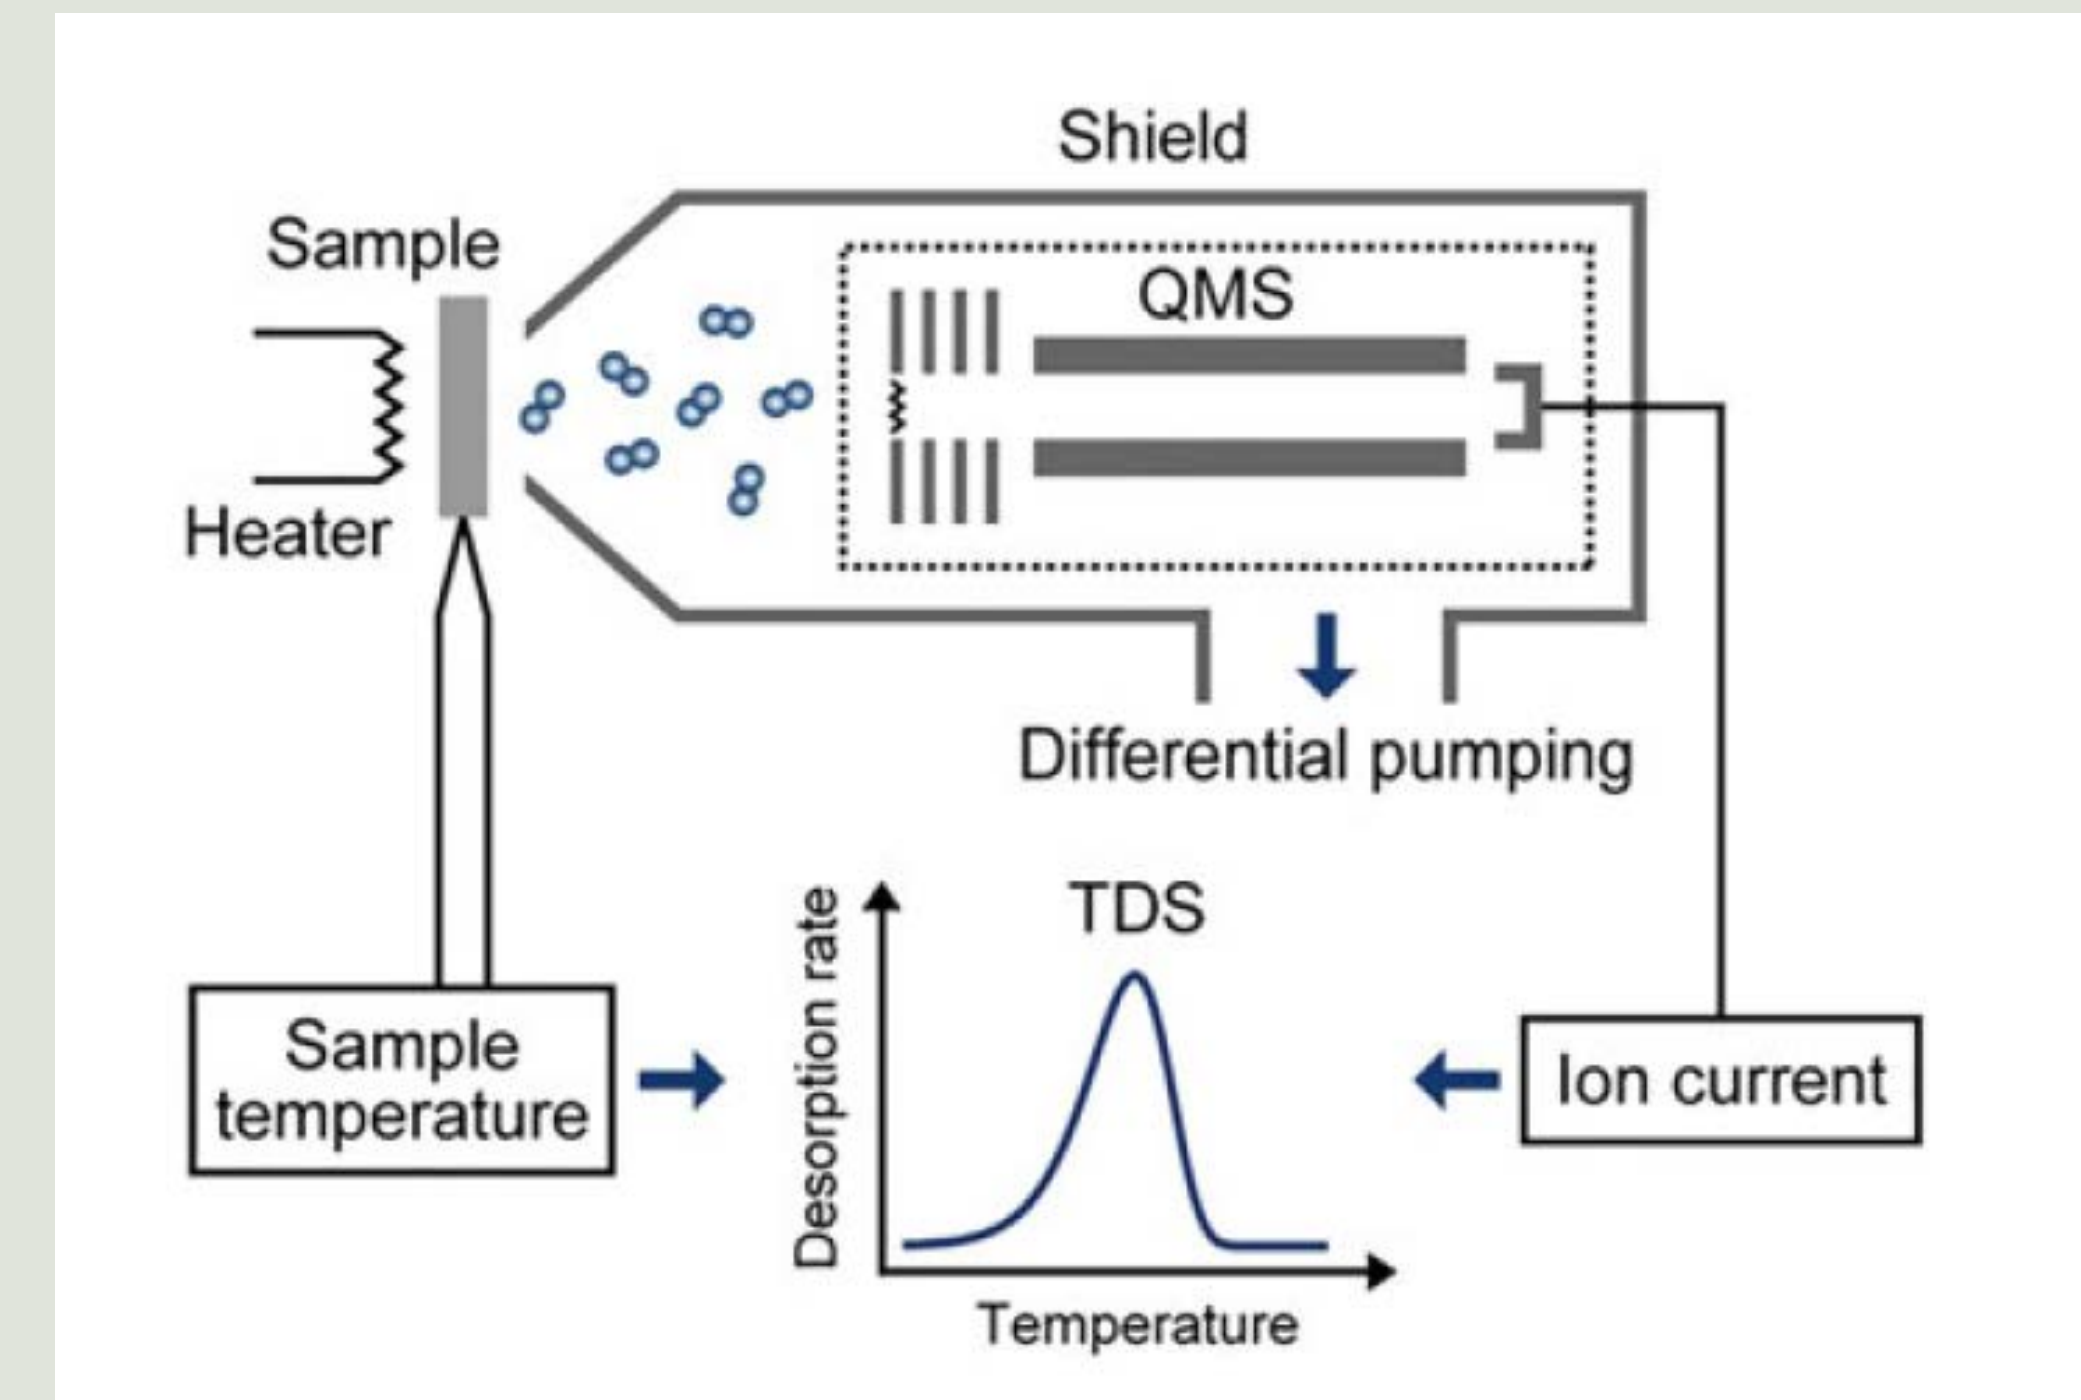 Shield
Sample
QMS
Heater
Differential pumping
TDS
Desorption rate
Sample
temperature
Ion current
Temperature